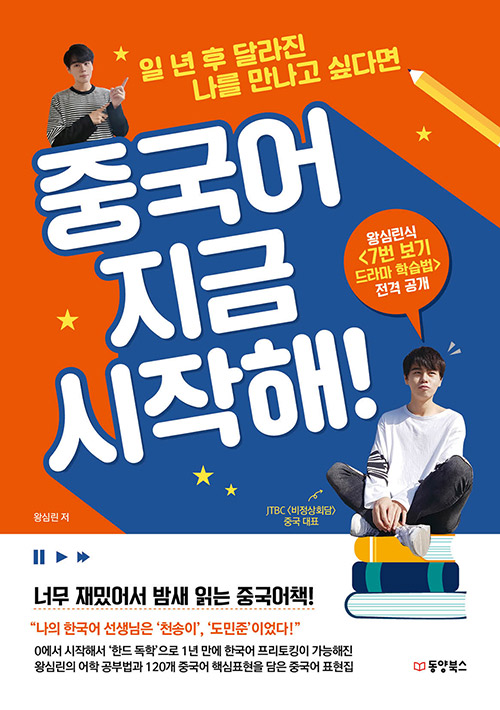 일 년 후 달라진
나를 만나고 싶다면
중국어
지금
시작해!
왕심린식
<7번 보기
드라마 학습법>
전격 공개
JTBC <비정상회담>
중국 대표
왕심린 저
너무 재밌어서 밤새 읽는 중국어책!
“나의 한국어 선생님은 ‘천송이’, ‘도민준’이었다!”
0에서 시작해서 ‘한드 독학’으로 1년 만에 한국어 프리토킹이 가능해진
왕심린의 어학 공부법과 120개 중국어 핵심표현을 담은 중국어 표현집
동양북스